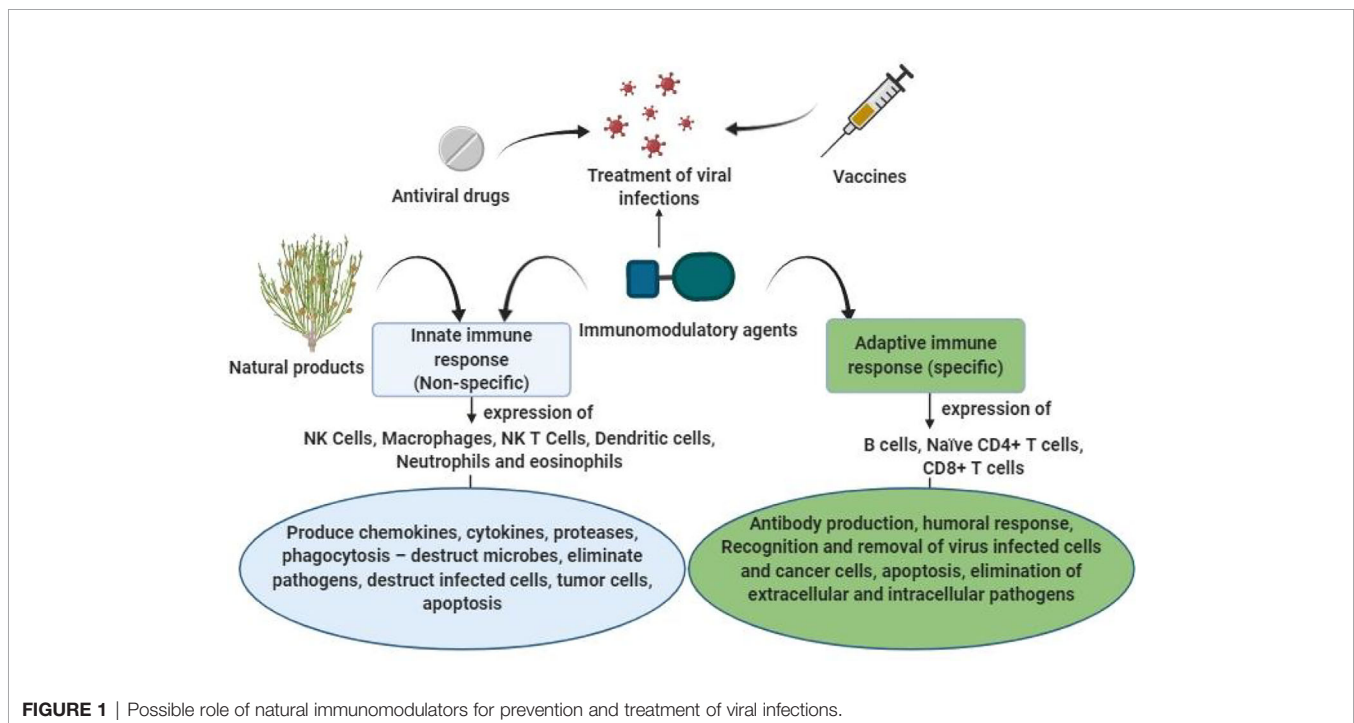 Treatment of viral
infections
Antiviral drugs
Vaccines
Natural products
Innate immune
response
(Non-specific)
Immunomodulatory agents
Adaptive immune
response (specific)
expression of
NK Cells, Macrophages, NK T Cells, Dendritic cells,
Neutrophils and eosinophils
expression of
B cells, Naïve CD4+ T cells,
CD8+ T cells
Produce chemokines, cytokines, proteases,
phagocytosis – destruct microbes, eliminate
pathogens, destruct infected cells, tumor cells,
apoptosis
Antibody production, humoral response,
Recognition and removal of virus infected cells
and cancer cells, apoptosis, elimination of
extracellular and intracellular pathogens
FIGURE 1 | Possible role of natural immunomodulators for prevention and treatment of viral infections.